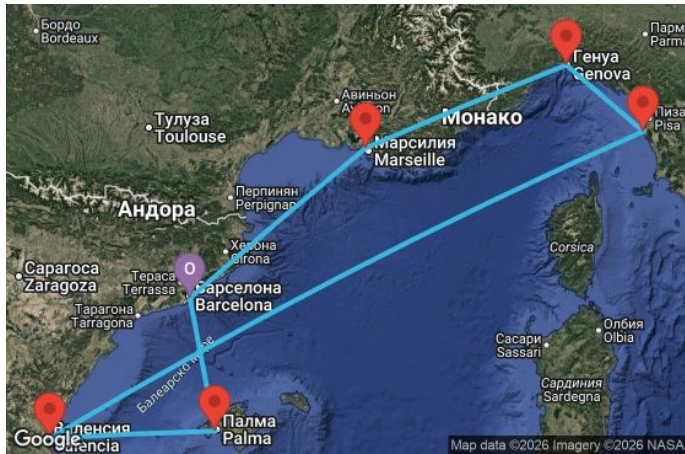 Бордо
Bordeaux
Парм
Parma
Генуа
Genova
Авиньон
Тулуза
Toulouse
Монако
Пиза
Pisa
Марсилия
Marseille
Перпинян
Perpignan
Андора
Херона
Girona
Corsica
Сарагоса
Zaragoza
Тераса
Terrassa
O
Барселона
Barcelona
Тарагона
Tarragona
Олбия
Olbia
Сасари
Sassari
Балеарско
Сардиния
Sardegna
Палма
Palma
Google
Map data ©2026 Imagery ©2026 NASA